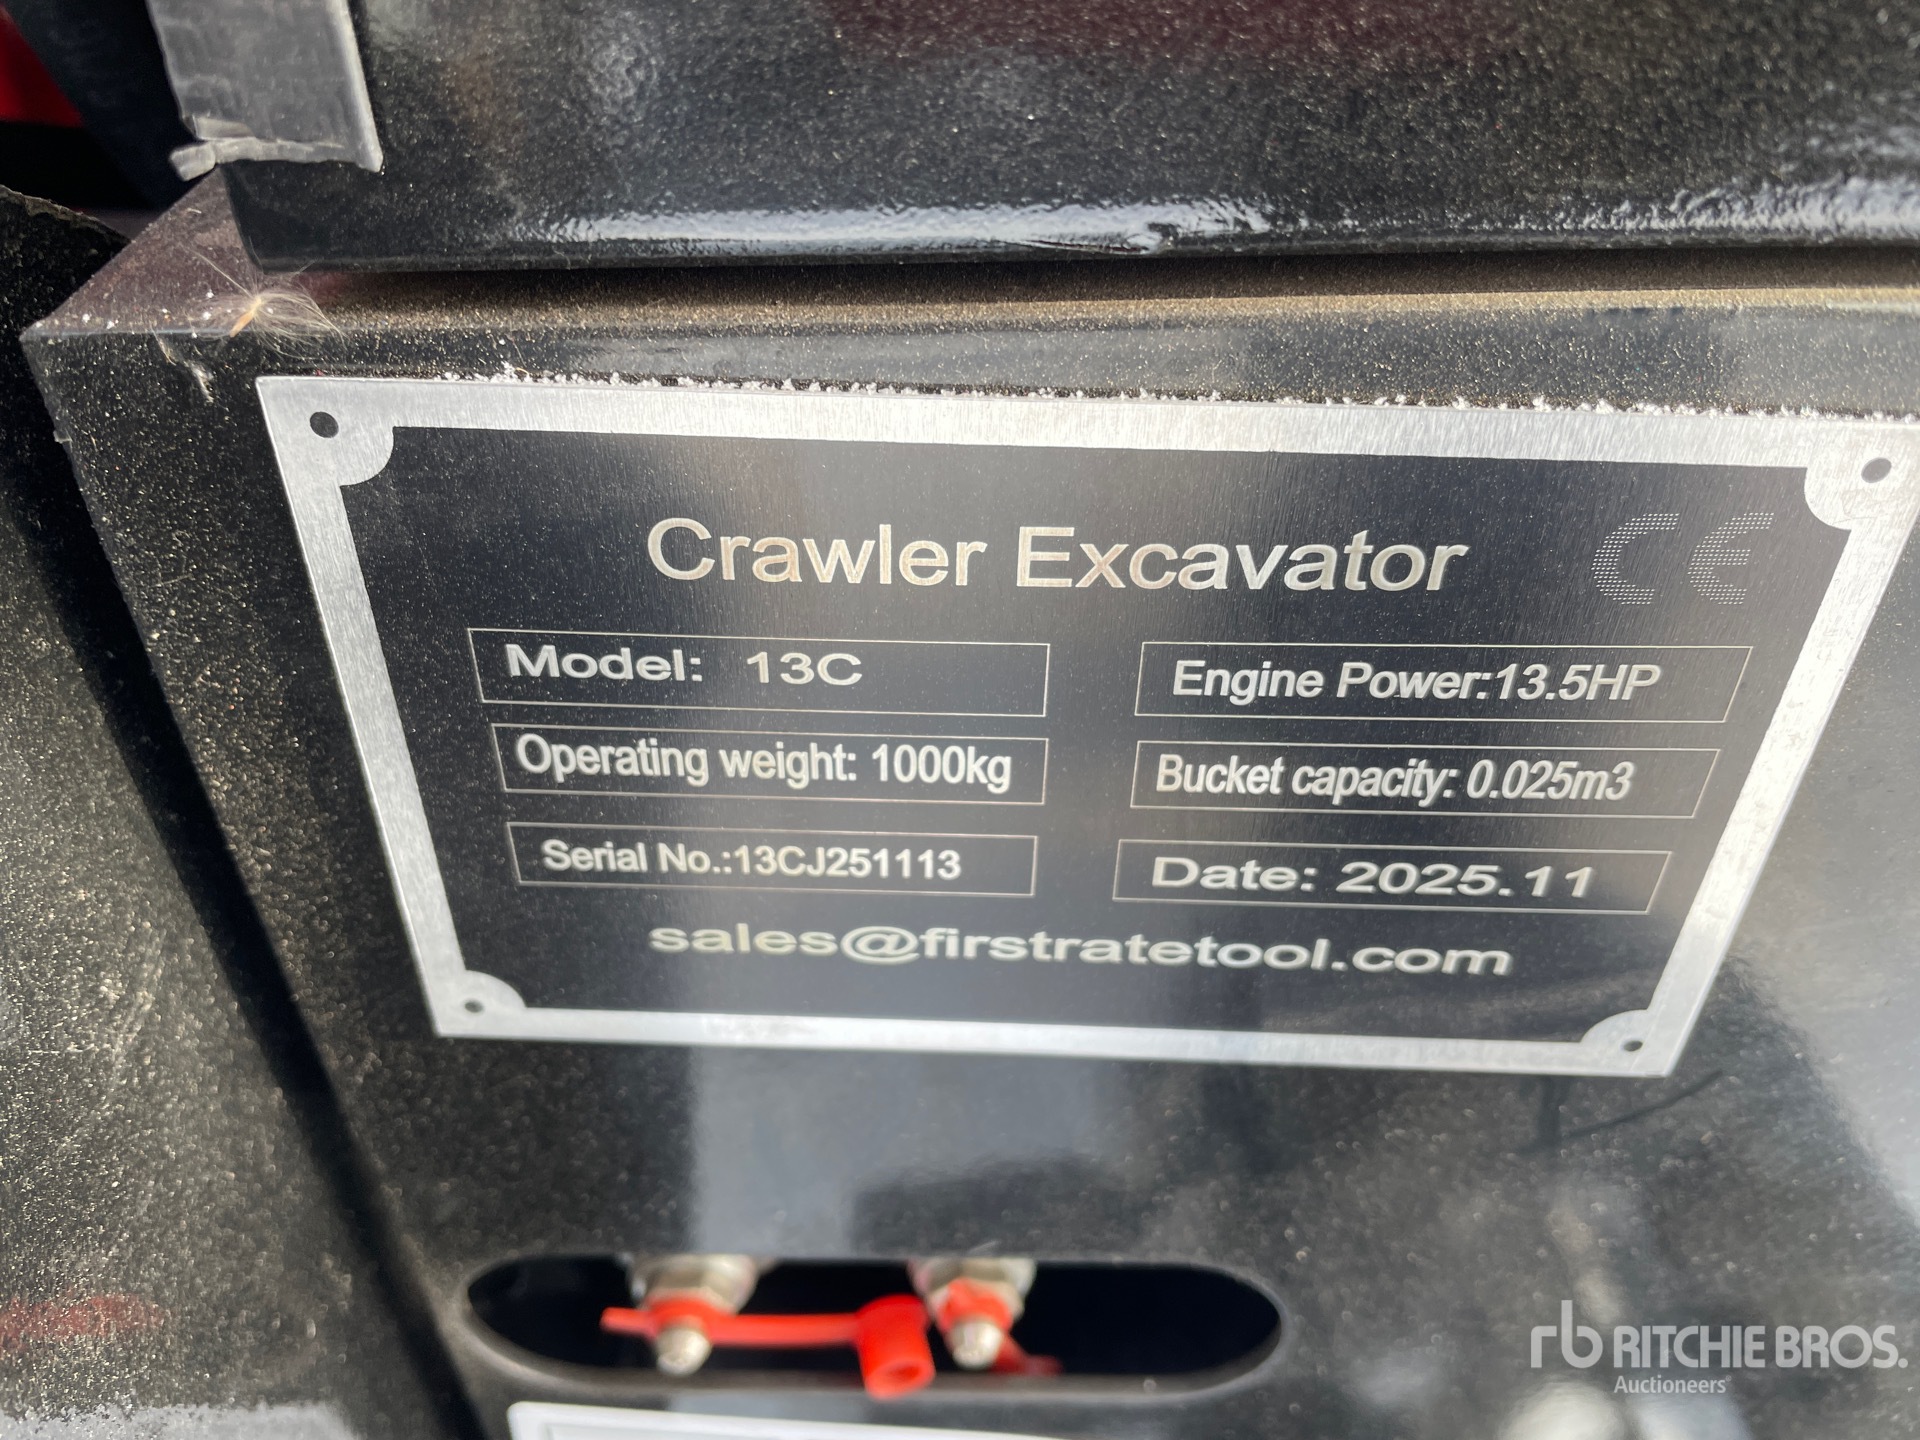 Crawler Excavator CE
Model: 13C
Engine Power:13.5HP
Operating weight: 1000kg
Bucket capacity: 0.025m3
Serial No.:13CJ251113
Date: 2025.11
sales@firstratetool.com
rb RITCHIE BROS.
Auctioneers